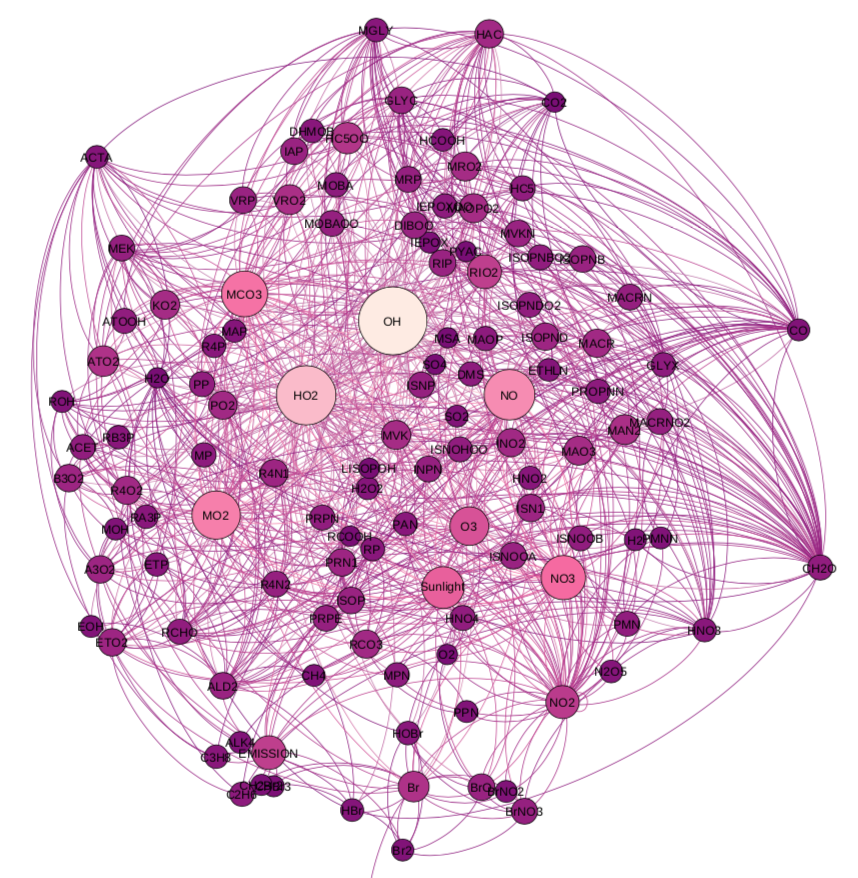 MGLY
HAC
GLYC
CO2
DHMOB
HC5OO
HCOOH
IAP
ACTA
MRO2
MRP
MOBA
HC5
VRP
VRO2
MAOPO2
MOBAOO
DIBOO
MVKN
IEPOX
MEK
PYAC
ISOPNB
RIP
RIO2
MCO3
MACRN
KO2
ISOPNDO2
ATOOH
OH
CO
MAP
MSA
MAOP
ISOPND
MACR
R4P
ATO2
SO4
GLYX
H2O
DMS
ETHLN
PP
ISNP
PROPNN
HO2
NO
ROH
PO2
SO2
MACRNO2
MAN2
RB3P
MVK
INO2
ACET
MP
ISNOHOO
MAO3
LISOPOH
INPN
B3O2
R4N1
HNO2
H2O2
R4O2
ISN1
RA3P
MO2
PRPN
PAN
O3
MOH
RCOOH
ISNOOB
H2
PMNN
RP
ISNOOA
A3O2
ETP
PRN1
CH2O
NO3
R4N2
Sunlight
ISOP
EOH
PRPE
HNO4
PMN
HNO3
ETO2
RCHO
RCO3
O2
N2O5
CH4
MPN
ALD2
NO2
PPN
HOBr
ALK4
EMISSION
C3H8
C2H6
Br
BrO
BrNO2
HBr
BrNO3
Br2